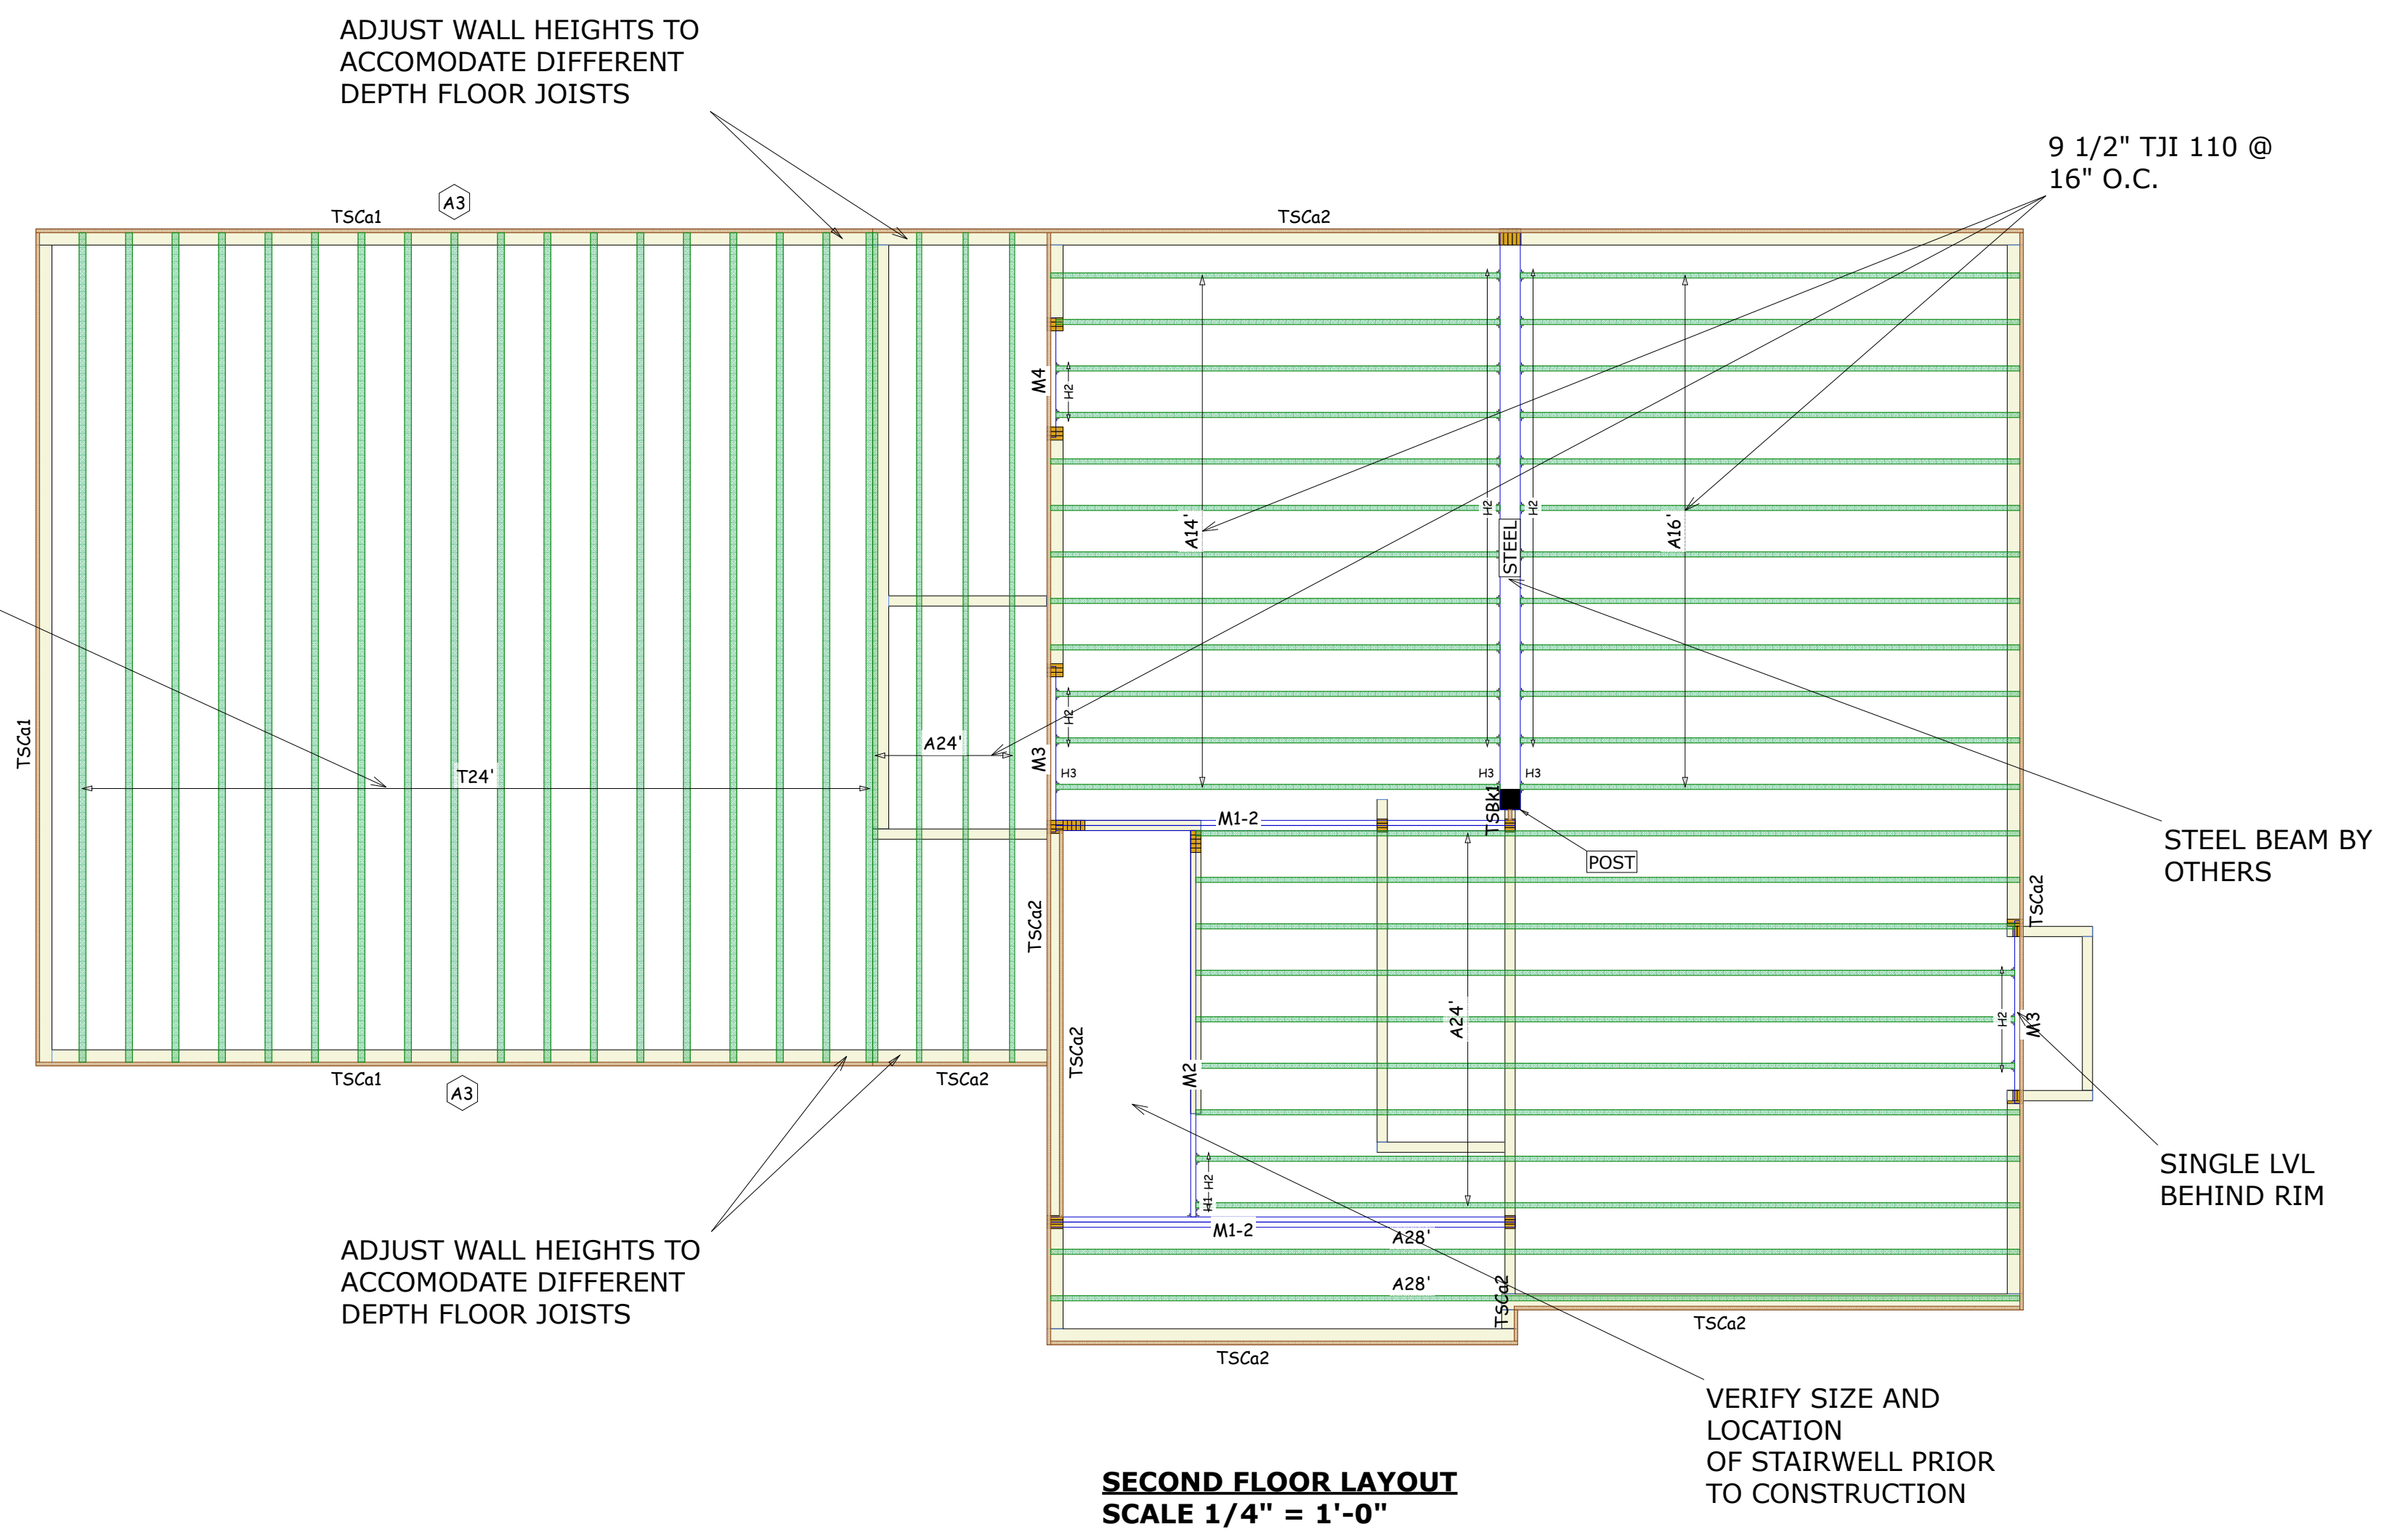 ADJUST WALL HEIGHTS TO
ACCOMODATE DIFFERENT
DEPTH FLOOR JOISTS
9 1/2" TJI 110 @
16" O.C.
A3
TSCa1
TSCa2
M4
H2
H2
H2
A14'
STEEL
A16'
H2
TSCa1
A24'
M3
T24'
H3
H3
H3
TSBk1
M1-2
POST
STEEL BEAM BY
OTHERS
TSCa2
TSCa2
TSCa2
A24'
H2
M3
M2
TSCa1
A3
TSCa2
H2
H1
M1-2
A28'
A28'
TSCa2
TSCa2
TSCa2
SINGLE LVL
BEHIND RIM
ADJUST WALL HEIGHTS TO
ACCOMODATE DIFFERENT
DEPTH FLOOR JOISTS
VERIFY SIZE AND
LOCATION
OF STAIRWELL PRIOR
TO CONSTRUCTION
SECOND FLOOR LAYOUT
SCALE 1/4" = 1'-0"